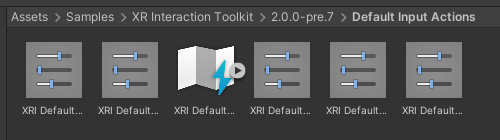 Assets > Samples > XR Interaction Toolkit > 2.0.0-pre.7 > Default Input Actions
XRI Default... XRI Default... XRI Default... XRI Default... XRI Default... XRI Default...